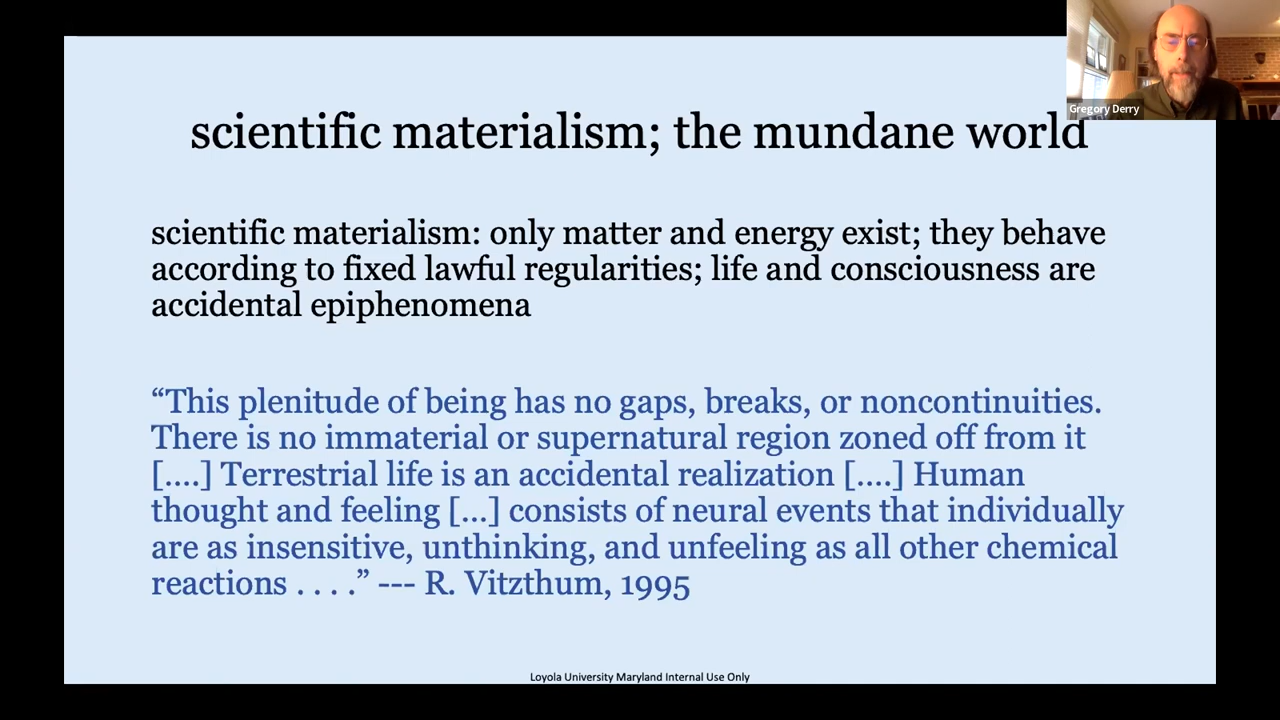 Gregory Derry
scientific materialism; the mundane world
scientific materialism: only matter and energy exist; they behave
according to fixed lawful regularities; life and consciousness are
accidental epiphenomena
“This plenitude of being has no gaps, breaks, or noncontinuities.
There is no immaterial or supernatural region zoned off from it
[....] Terrestrial life is an accidental realization [....] Human
thought and feeling [...] consists of neural events that individually
are as insensitive, unthinking, and unfeeling as all other chemical
reactions . . . .” --- R. Vitzthum, 1995
Loyola University Maryland Internal Use Only